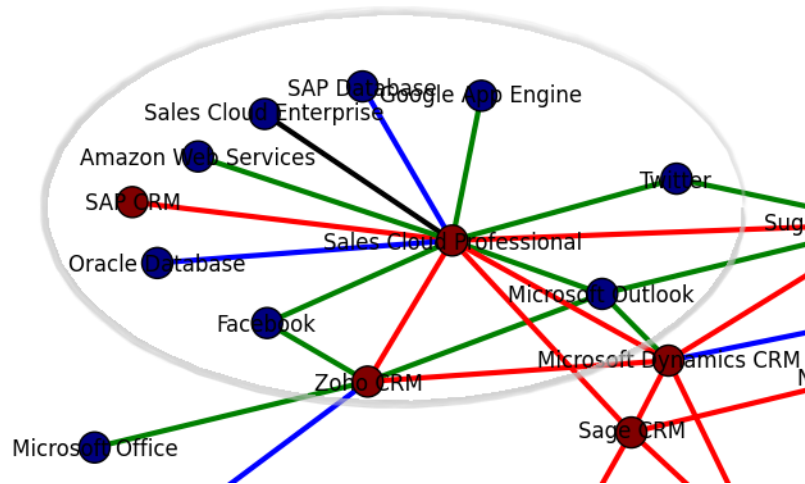 SAP Database
Google App Engine
Sales Cloud Enterprise
Amazon Web Services
Twitter
SAP CRM
Sug
Sales Cloud Professional
Oracle Database
Microsoft Outlook
Facebook
Microsoft Dynamics CRM
N
Zoho CRM
Sage CRM
Microsoft Office